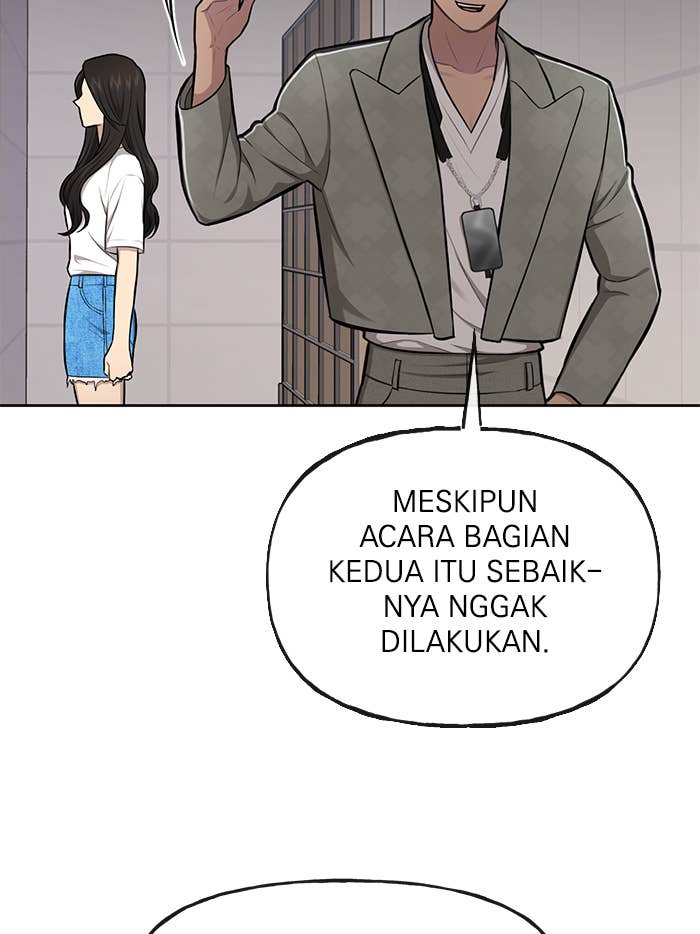 MESKIPUN
ACARA BAGIAN
KEDUA ITU SEBAIK-
NYA NGGAK
DILAKUKAN.